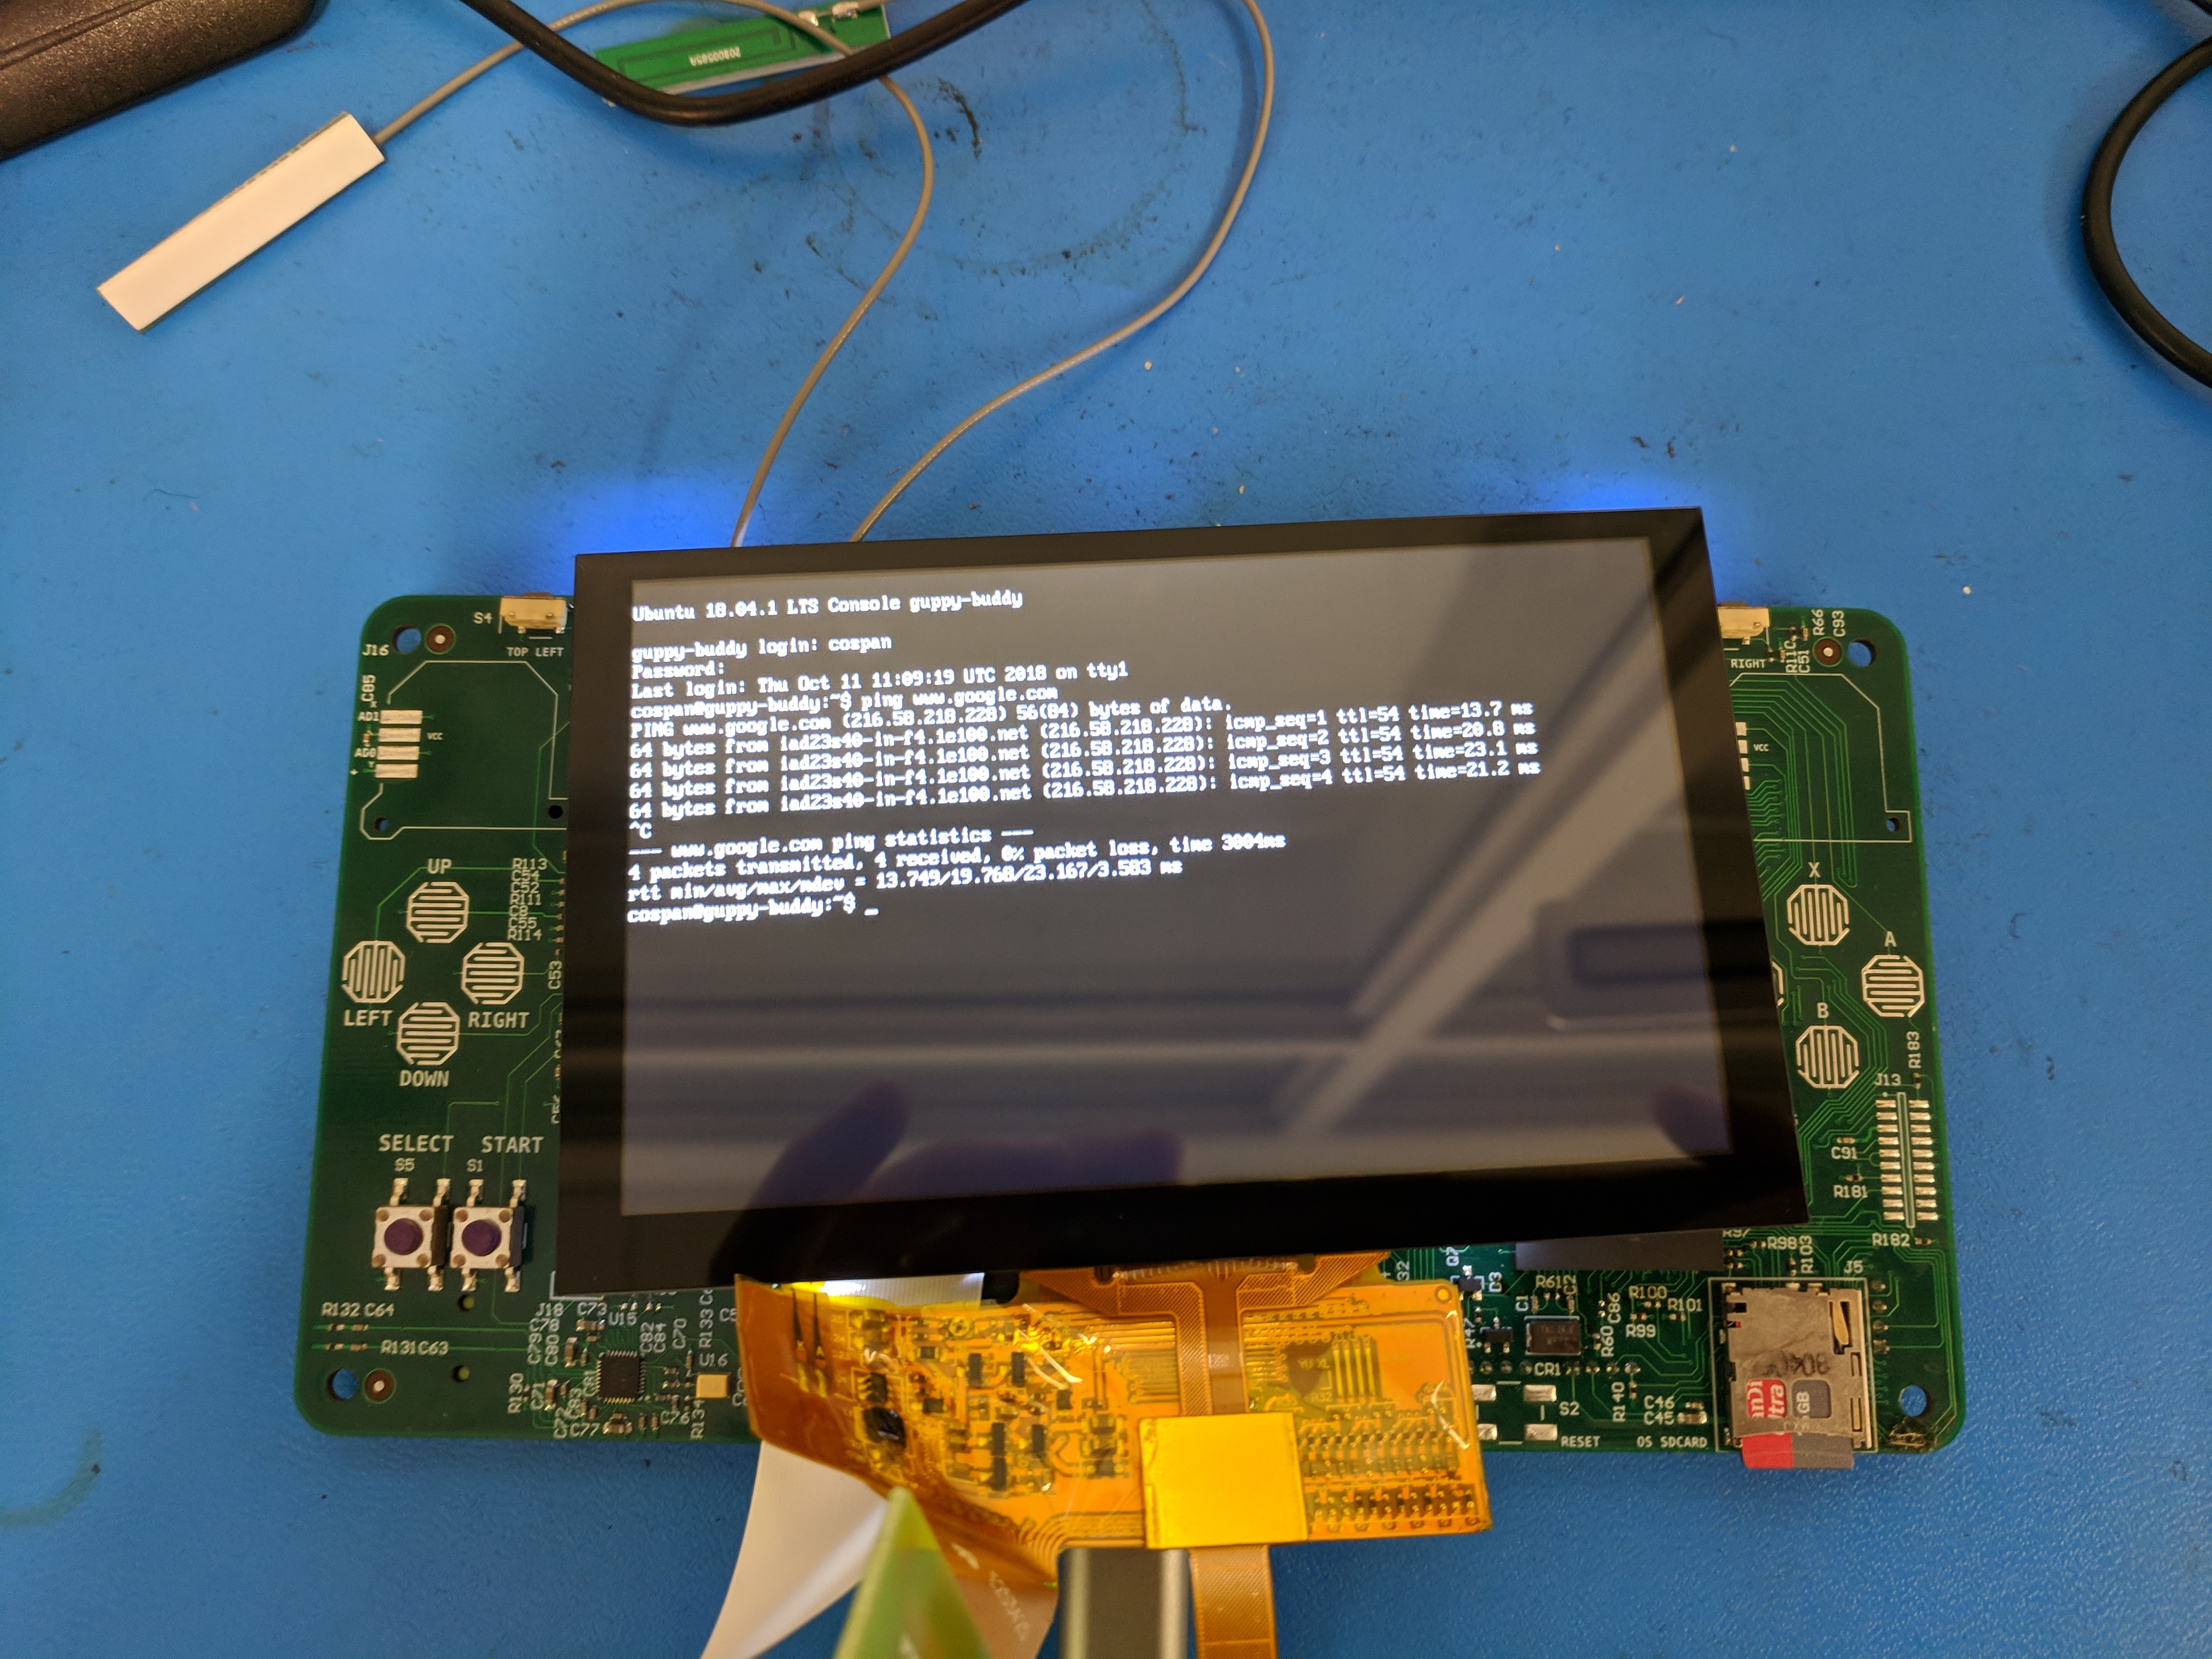 20200585A
Ubuntu 18.04.1 LTS Console guppy-buddy
guppy-buddy login: cospan
Password:
Last login: Thu Oct 11 11:09:19 UTC 2018 on tty1
cospan@guppy-buddy:~$ ping www.google.com
PING www.google.com (216.58.218.228) 56(84) bytes of data.
64 bytes from iad23s40-in-f4.1e100.net (216.58.218.228): icmp_seq=1 ttl=54 time=13.7 ms
64 bytes from iad23s40-in-f4.1e100.net (216.58.218.228): icmp_seq=2 ttl=54 time=20.8 ms
64 bytes from iad23s40-in-f4.1e100.net (216.58.218.228): icmp_seq=3 ttl=54 time=23.1 ms
64 bytes from iad23s40-in-f4.1e100.net (216.58.218.228): icmp_seq=4 ttl=54 time=21.2 ms
^C
--- www.google.com ping statistics ---
4 packets transmitted, 4 received, 0% packet loss, time 3004ms
rtt min/avg/max/mdev = 13.749/19.768/23.167/3.583 ms
cospan@guppy-buddy:~$ _
S4
TOP LEFT
J16
C85
AD1
VCC
AD0
Y
UP
R113
C54
C52
R111
C8
C55
R114
C53
LEFT
RIGHT
DOWN
SELECT
START
S5
S1
R132 C64
R131 C63
J18
C73
C78
U15
C79
C80
C82
C84
C70
R133
U16
R130
C71
C77
R134
RIGHT
R66
C93
C51
VCC
X
A
B
R183
J13
C91
R181
R182
R98
R103
J5
C3
R61
C2
C1
C86
R100
R101
R99
R60
R47
CR1
R140
C46
C45
S2
RESET
OS SDCARD